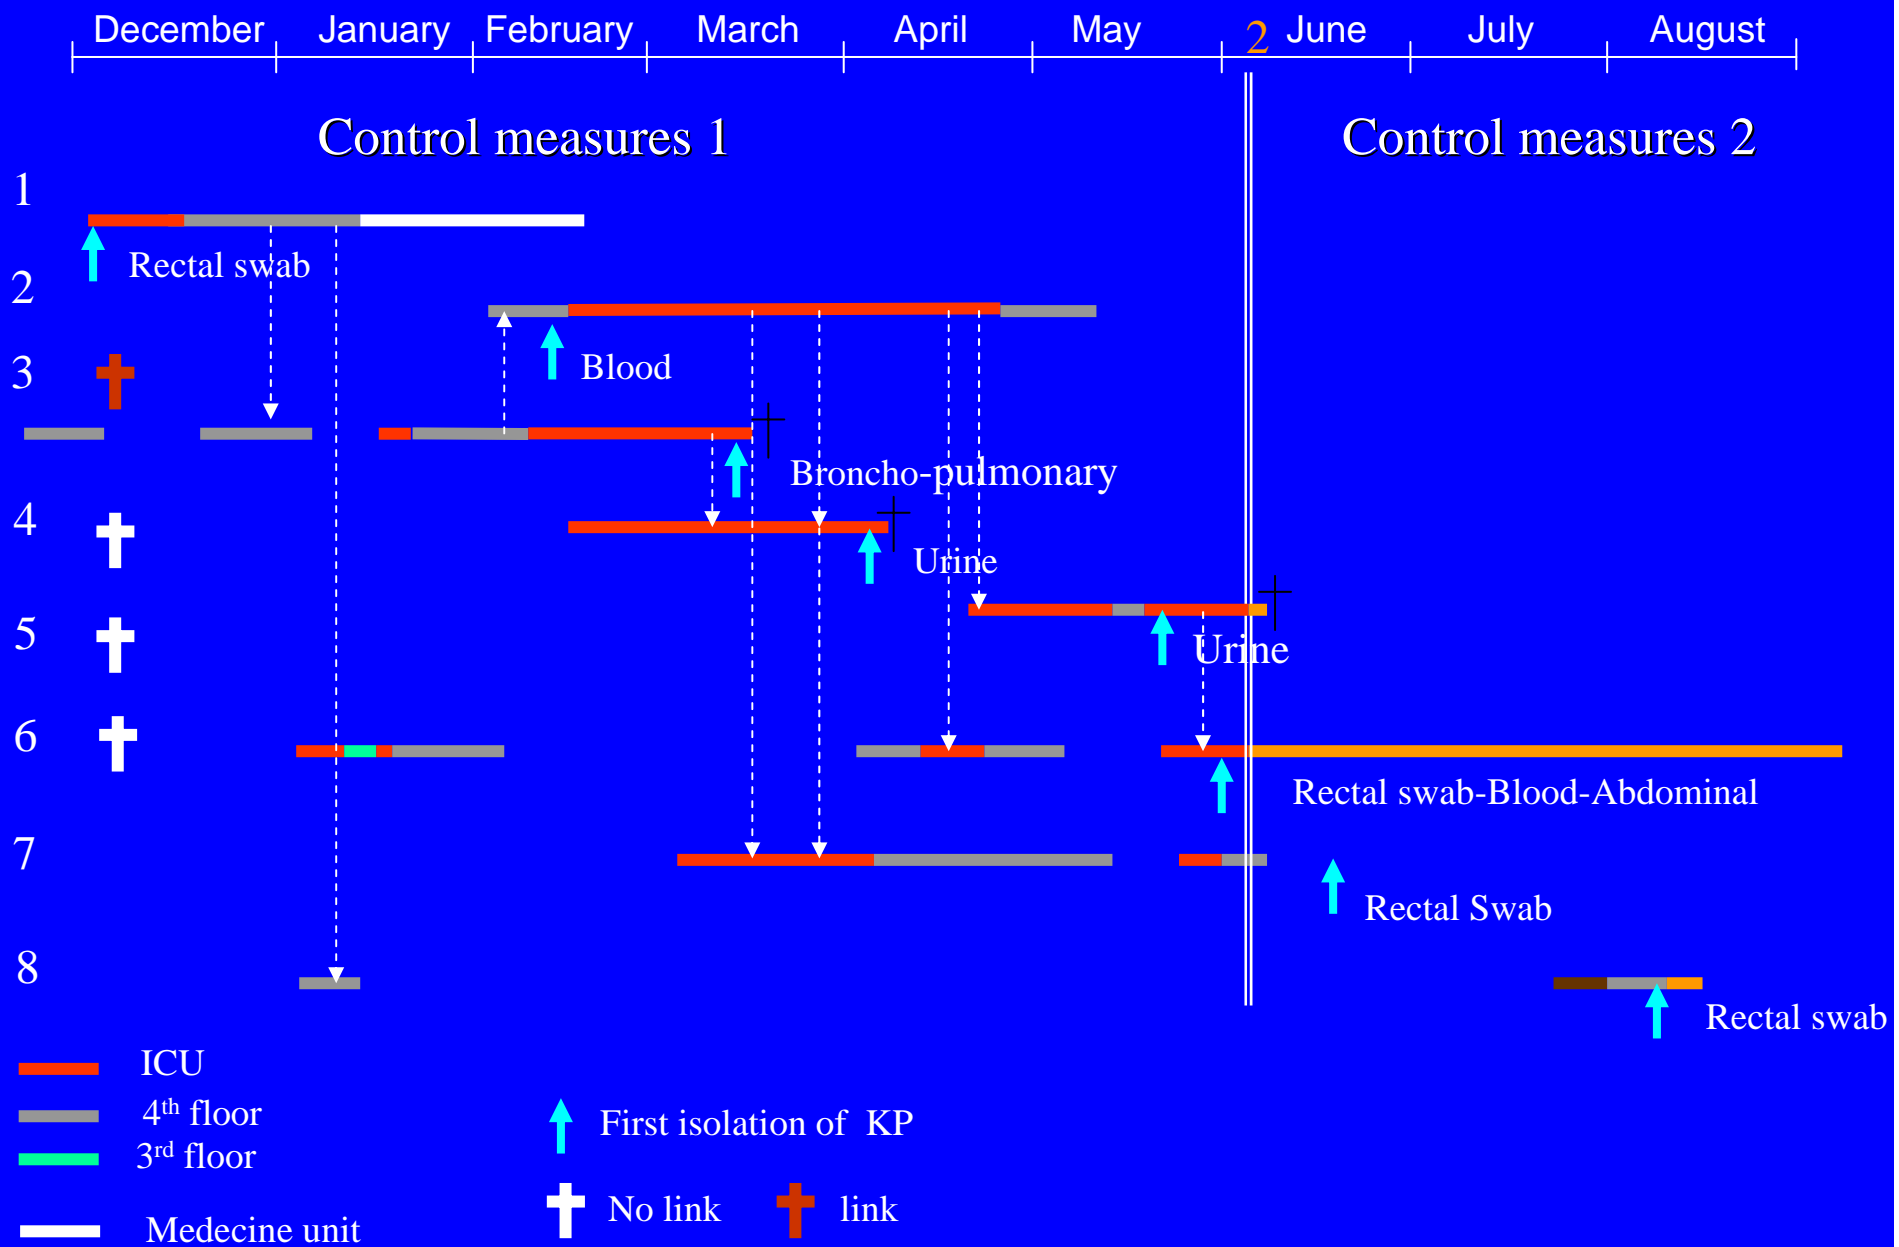 December January February March April May 2 June July August
Control measures 1 Control measures 2
1
Rectal swab
2
Blood
3
Broncho-pulmonary
4
Urine
5
Urine
6
Rectal swab-Blood-Abdominal
7
Rectal Swab
8
Rectal swab
ICU
4th floor
3rd floor
Medecine unit
First isolation of KP
No link link